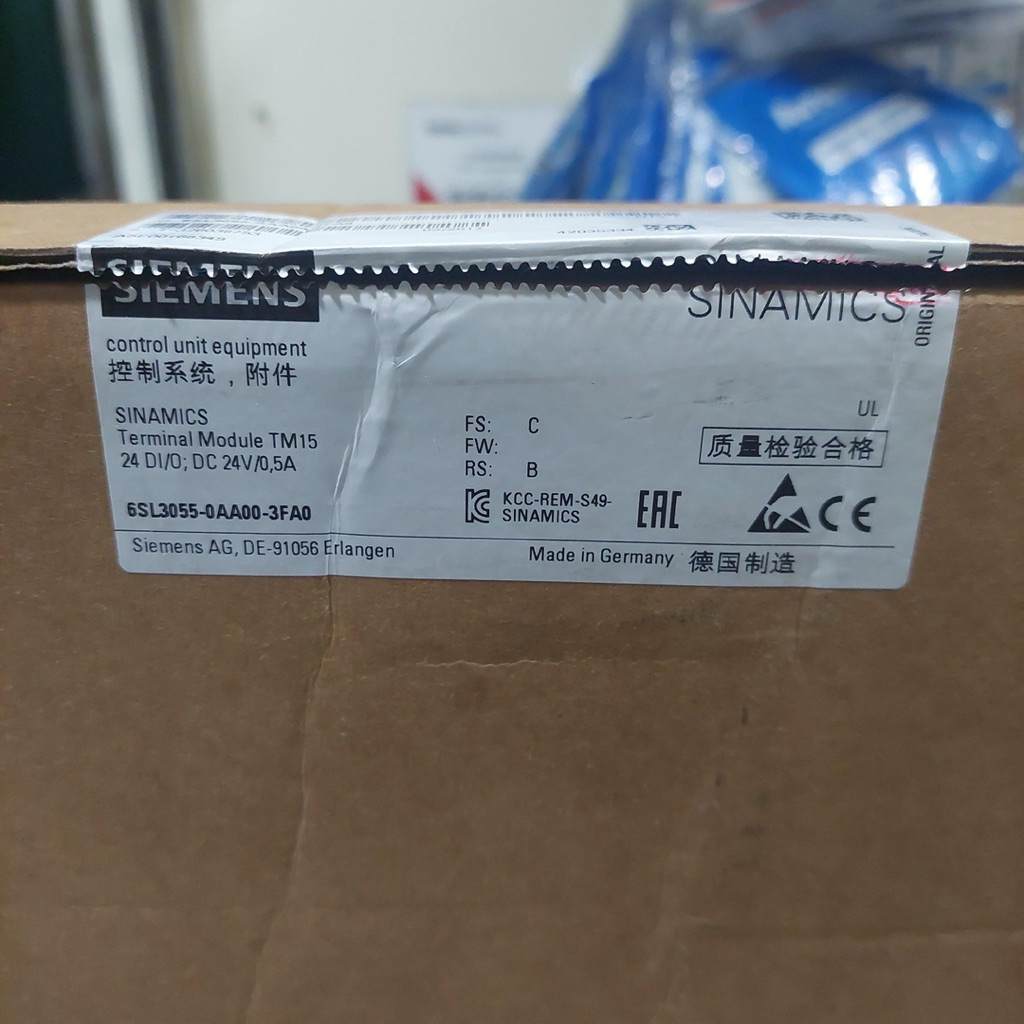 SIEMENS
SINAMICS
ORIGINAL
control unit equipment
控制系统，附件
SINAMICS
Terminal Module TM15
24 DI/O; DC 24V/0,5A
6SL3055-0AA00-3FA0
FS: C
FW:
RS: B
KCC-REM-S49-
SINAMICS
EAC
UL
质量检验合格
CE
Siemens AG, DE-91056 Erlangen
Made in Germany 德国制造